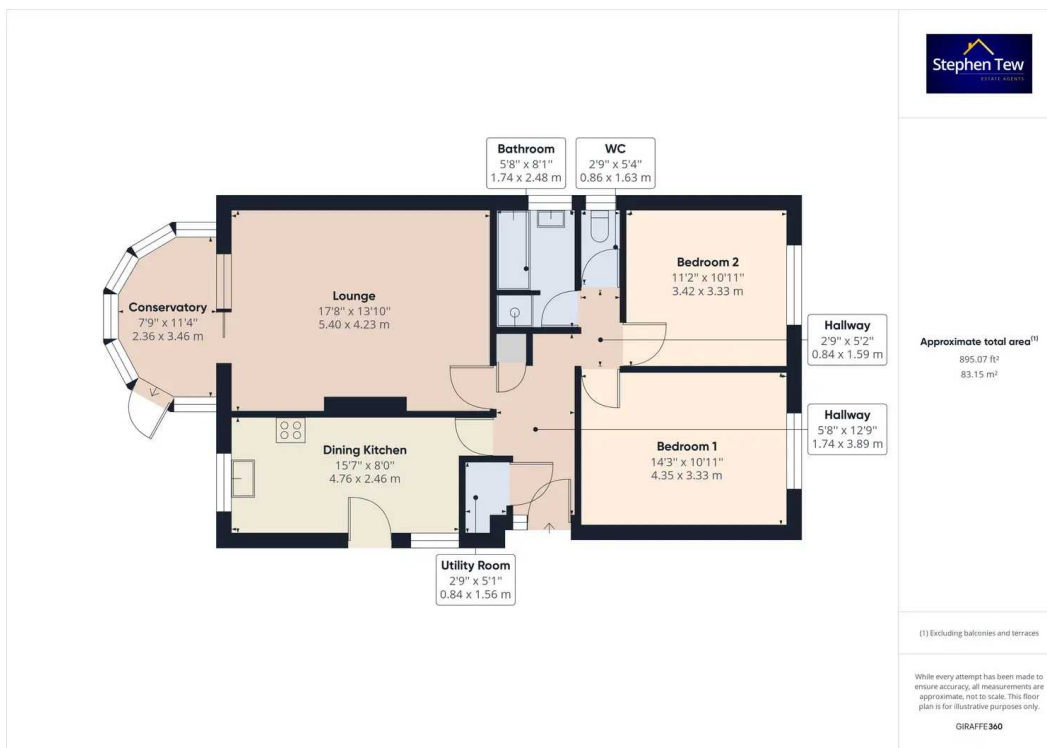 Stephen Tew
ESTATE AGENTS
Bathroom
5'8" x 8'1"
1.74 x 2.48 m
WC
2'9" x 5'4"
0.86 x 1.63 m
Bedroom 2
11'2" x 10'11"
3.42 x 3.33 m
Lounge
17'8" x 13'10"
5.40 x 4.23 m
Conservatory
7'9" x 11'4"
2.36 x 3.46 m
Hallway
2'9" x 5'2"
0.84 x 1.59 m
Hallway
5'8" x 12'9"
1.74 x 3.89 m
Dining Kitchen
15'7" x 8'0"
4.76 x 2.46 m
Bedroom 1
14'3" x 10'11"
4.35 x 3.33 m
Utility Room
2'9" x 5'1"
0.84 x 1.56 m
Approximate total area(1)
895.07 ft²
83.15 m²
(1) Excluding balconies and terraces
While every attempt has been made to
ensure accuracy, all measurements are
approximate, not to scale. This floor
plan is for illustrative purposes only.
GIRAFFE360